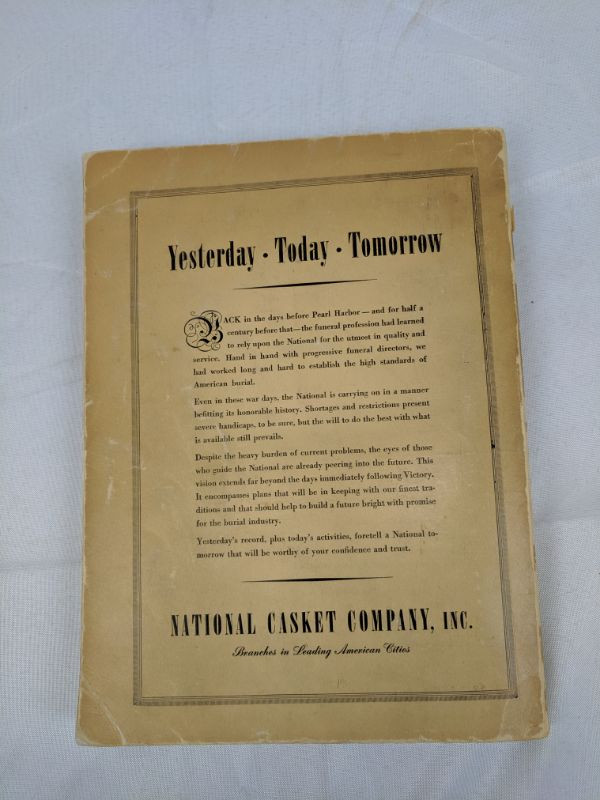 Yesterday · Today · Tomorrow
BACK in the days before Pearl Harbor—and for half a
century before that—the funeral profession had learned
to rely upon the National for the utmost in quality and
service. Hand in hand with progressive funeral directors, we
had worked long and hard to establish the high standards of
American burial.
Even in these war days, the National is carrying on in a manner
befitting its honorable history. Shortages and restrictions present
severe handicaps, to be sure, but the will to do the best with what
is available still prevails.
Despite the heavy burden of current problems, the eyes of those
who guide the National are already peering into the future. This
vision extends far beyond the days immediately following Victory.
It encompasses plans that will be in keeping with our finest tra-
ditions and that should help to build a future bright with promise
for the burial industry.
Yesterday's record, plus today's activities, foretell a National to-
morrow that will be worthy of your confidence and trust.
NATIONAL CASKET COMPANY, INC.
Branches in Leading American Cities